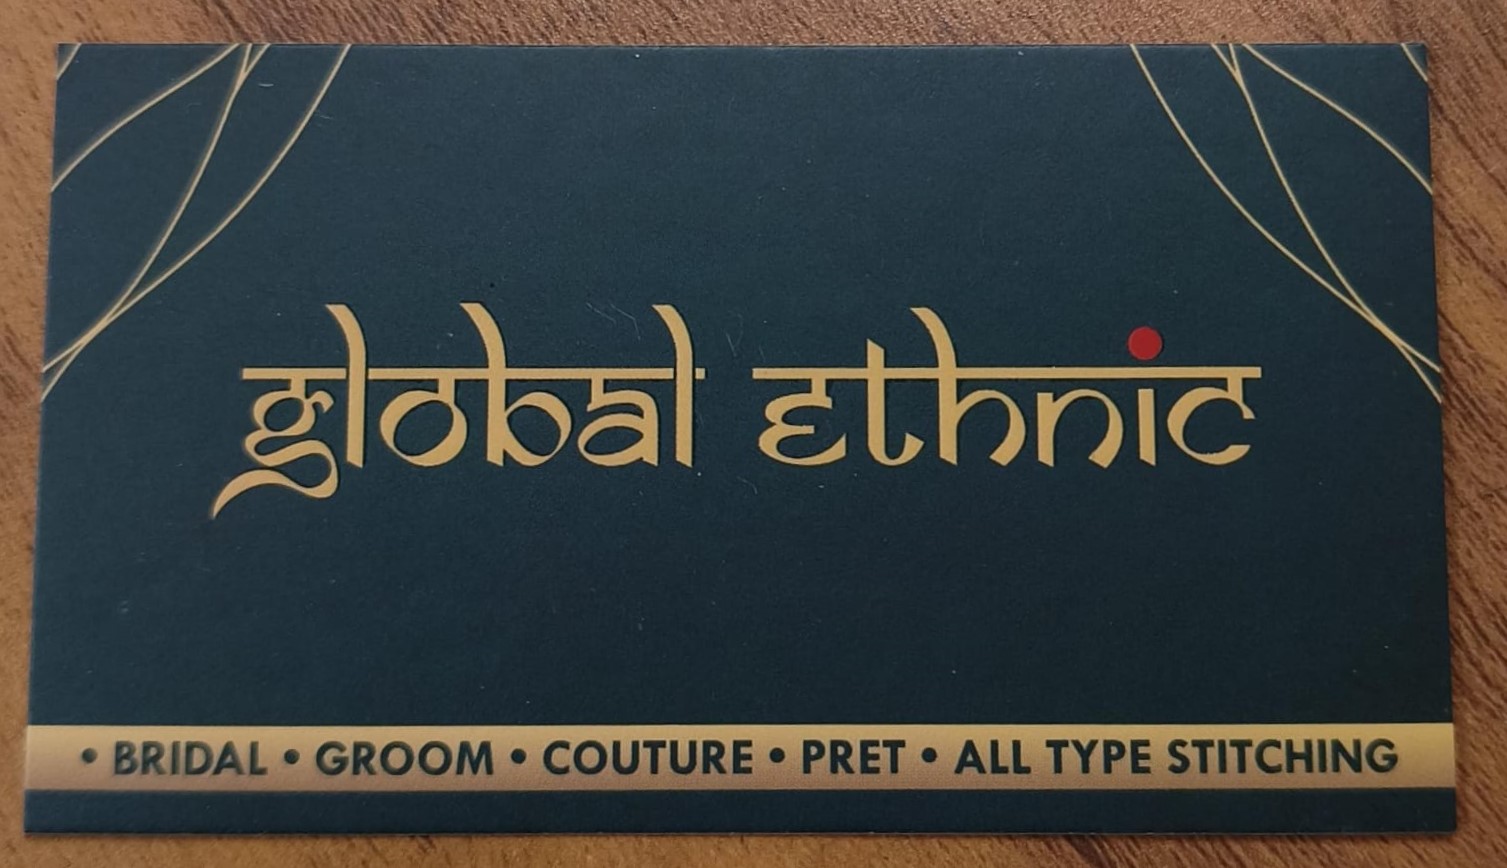 global ethnic
• BRIDAL • GROOM • COUTURE • PRET • ALL TYPE STITCHING